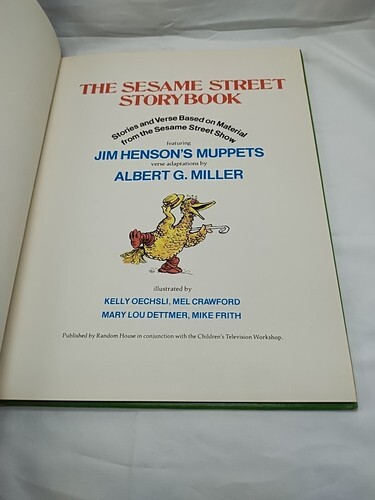 THE SESAME STREET
STORYBOOK
Stories and Verse Based on Material
from the Sesame Street Show
featuring
JIM HENSON'S MUPPETS
verse adaptations by
ALBERT G. MILLER
illustrated by
KELLY OECHSLI, MEL CRAWFORD
MARY LOU DETTMER, MIKE FRITH
Published by Random House in conjunction with the Children's Television Workshop.